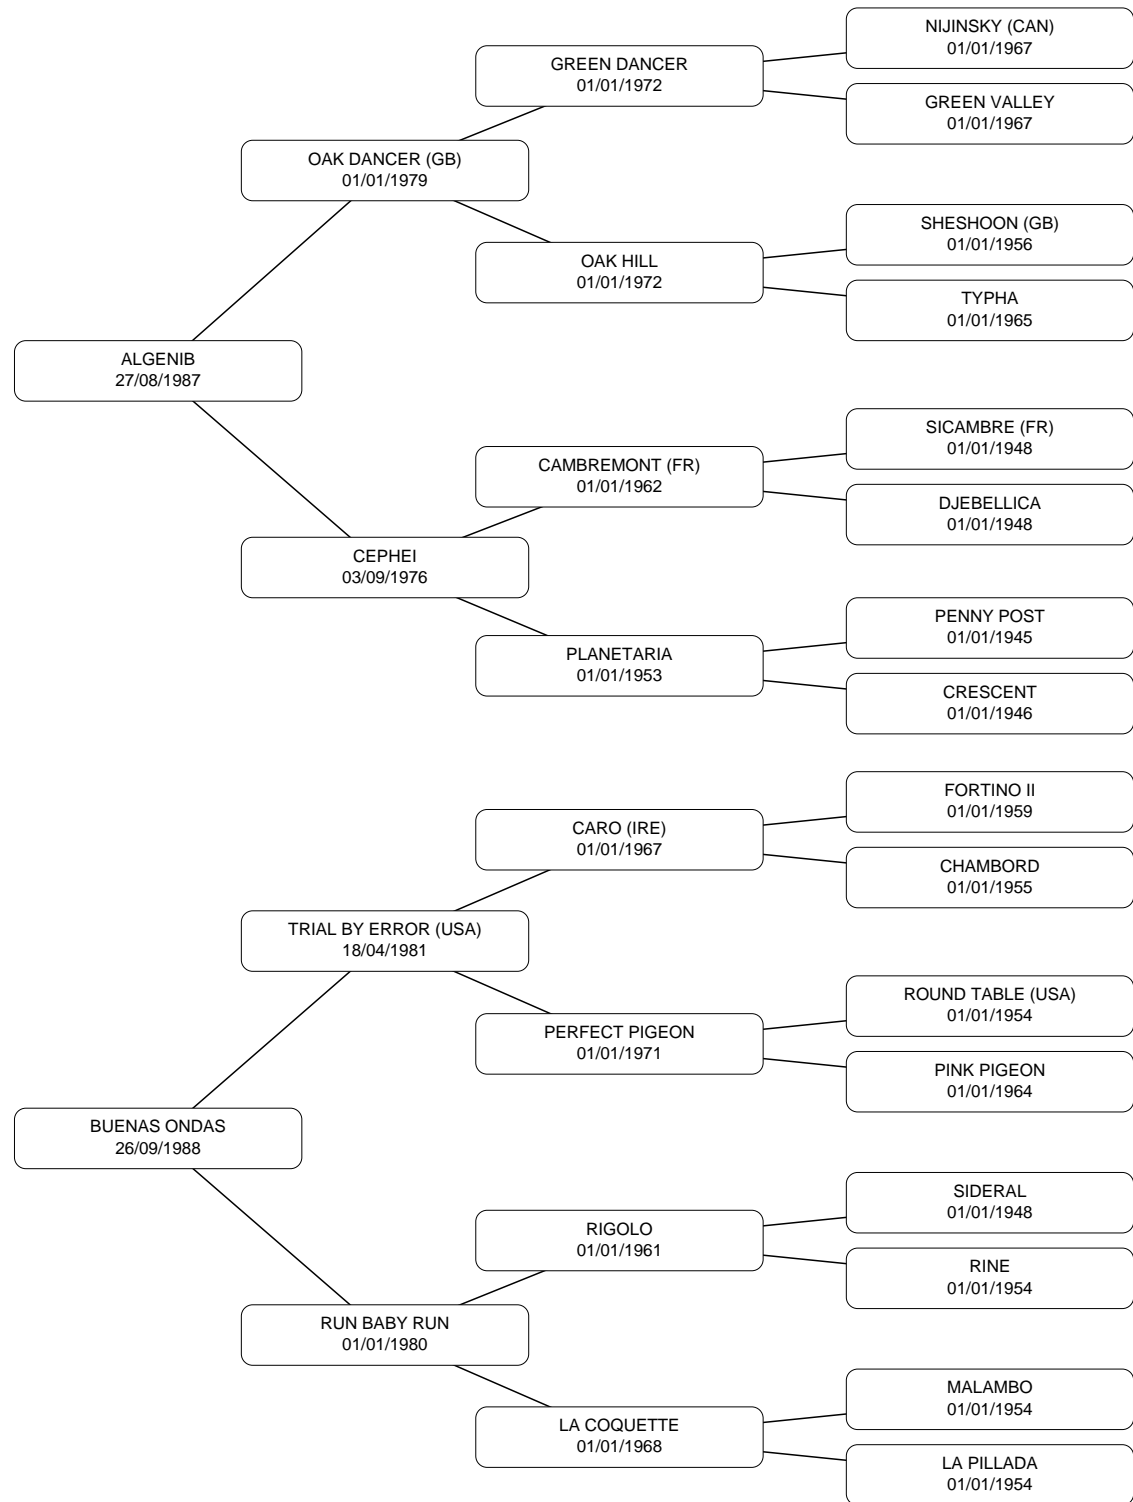 NIJINSKY (CAN)
01/01/1967
GREEN DANCER
01/01/1972
GREEN VALLEY
01/01/1967
OAK DANCER (GB)
01/01/1979
SHESHOON (GB)
01/01/1956
OAK HILL
01/01/1972
TYPHA
01/01/1965
ALGENIB
27/08/1987
SICAMBRE (FR)
01/01/1948
CAMBREMONT (FR)
01/01/1962
DJEBELLICA
01/01/1948
CEPHEI
03/09/1976
PENNY POST
01/01/1945
PLANETARIA
01/01/1953
CRESCENT
01/01/1946
FORTINO II
01/01/1959
CARO (IRE)
01/01/1967
CHAMBORD
01/01/1955
TRIAL BY ERROR (USA)
18/04/1981
ROUND TABLE (USA)
01/01/1954
PERFECT PIGEON
01/01/1971
PINK PIGEON
01/01/1964
BUENAS ONDAS
26/09/1988
SIDERAL
01/01/1948
RIGOLO
01/01/1961
RINE
01/01/1954
RUN BABY RUN
01/01/1980
MALAMBO
01/01/1954
LA COQUETTE
01/01/1968
LA PILLADA
01/01/1954